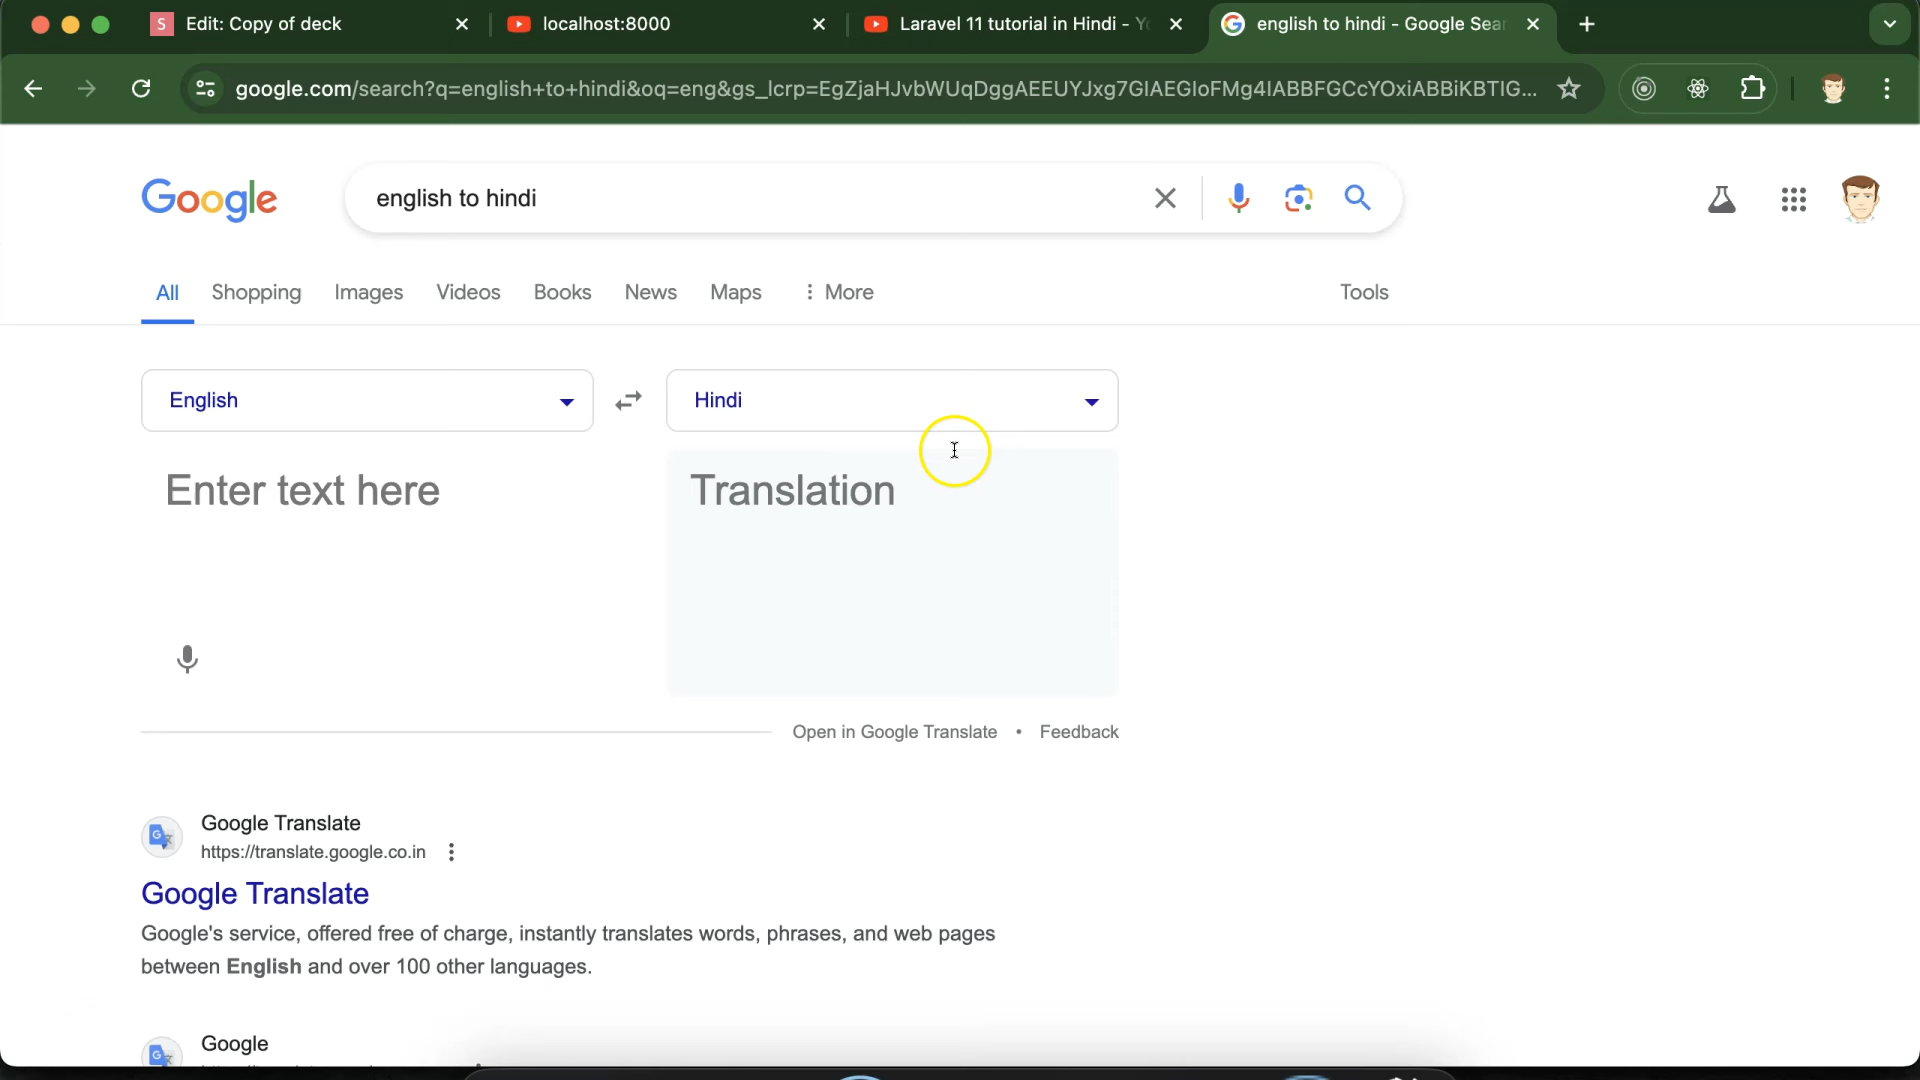 S Edit: Copy of deck
localhost:8000
Laravel 11 tutorial in Hindi - Yo
english to hindi - Google Sear
google.com/search?q=english+to+hindi&oq=eng&gs_lcrp=EgZjaHJvbWUqDggAEEUYJxg7GIAEGIoFMg4IABBFGCcYOxiABBiKBTIG...
Google
english to hindi
All
Shopping
Images
Videos
Books
News
Maps
More
Tools
English
Hindi
Enter text here
Translation
Open in Google Translate • Feedback
Google Translate
https://translate.google.co.in
Google Translate
Google's service, offered free of charge, instantly translates words, phrases, and web pages
between English and over 100 other languages.
Google